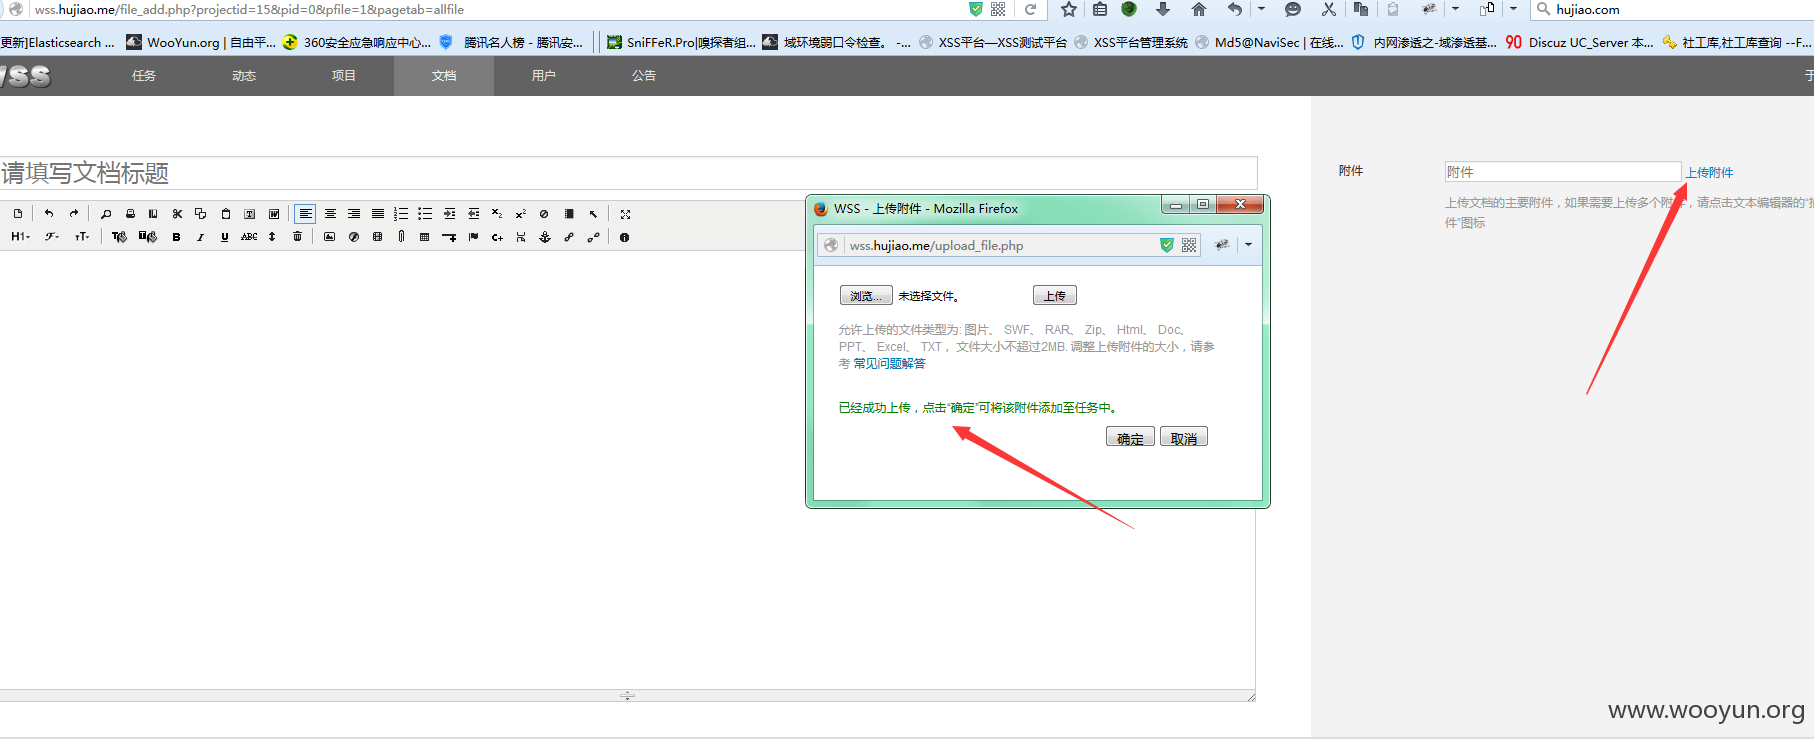 wss.hujiao.me/file_add.php?projectid=15&pid=0&pfile=1&pagetab=allfile
hujiao.com
更新]Elasticsearch ... WooYun.org | 自由平... 360安全应急响应中心... 腾讯名人榜 - 腾讯安... SniFFeR.Pro|嗅探者组... 域环境弱口令检查。 -... XSS平台—XSS测试平台 XSS平台管理系统 Md5@NaviSec | 在线... 内网渗透之-域渗透基... 90 Discuz UC_Server 本... 社工库,社工库查询 --F...
WSS 任务 动态 项目 文档 用户 公告 于
请填写文档标题
附件 附件 上传附件
上传文档的主要附件，如果需要上传多个附件，请点击文本编辑器的“插
件”图标
WSS - 上传附件 - Mozilla Firefox
wss.hujiao.me/upload_file.php
浏览... 未选择文件。 上传
允许上传的文件类型为: 图片、 SWF、 RAR、 Zip、 Html、 Doc、
PPT、 Excel、 TXT， 文件大小不超过2MB. 调整上传附件的大小，请参
考 常见问题解答
已经成功上传，点击“确定”可将该附件添加至任务中。
确定 取消
www.wooyun.org